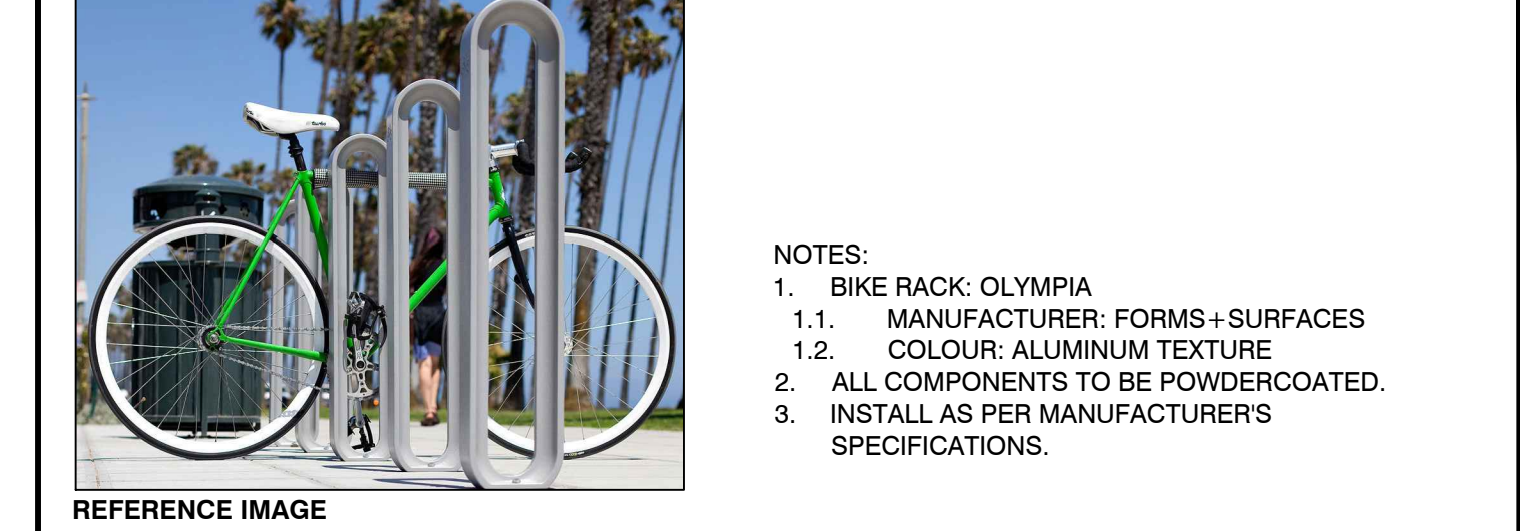 NOTES:
1. BIKE RACK: OLYMPIA
1.1. MANUFACTURER: FORMS+SURFACES
1.2. COLOUR: ALUMINUM TEXTURE
2. ALL COMPONENTS TO BE POWDERCOATED.
3. INSTALL AS PER MANUFACTURER'S
SPECIFICATIONS.
REFERENCE IMAGE